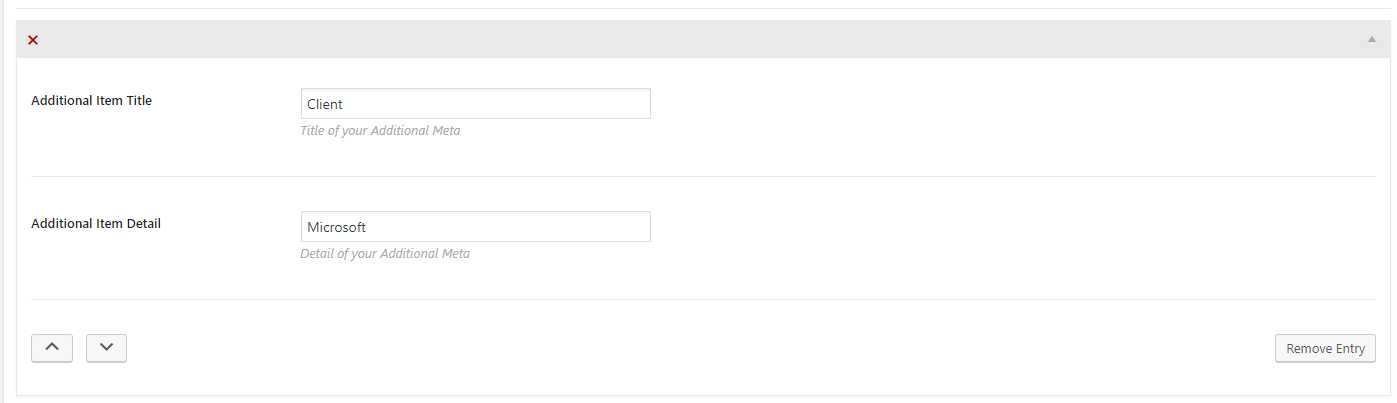 Additional Item Title
Client
Title of your Additional Meta
Additional Item Detail
Microsoft
Detail of your Additional Meta
Remove Entry